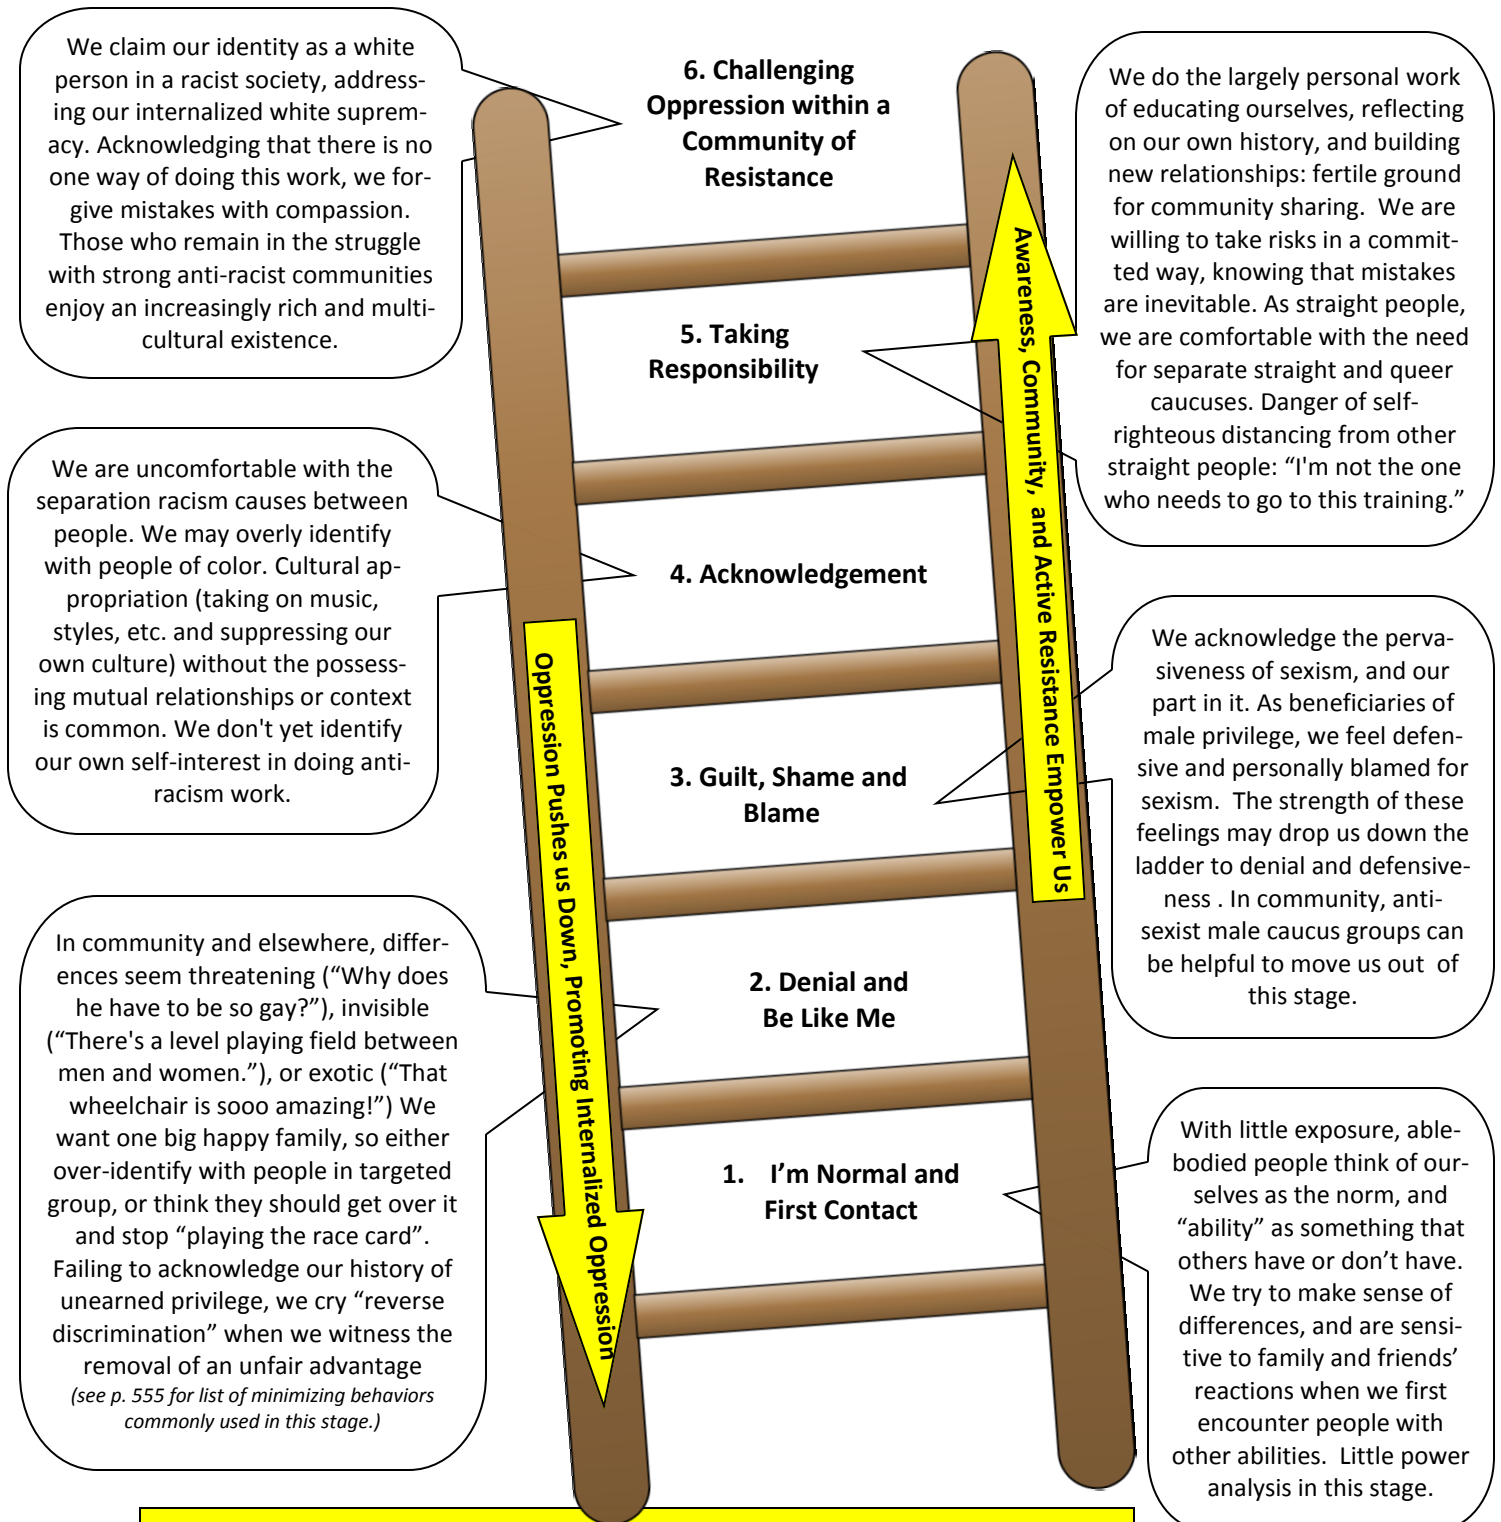 We claim our identity as a white
person in a racist society, address-
ing our internalized white suprem-
acy. Acknowledging that there is no
one way of doing this work, we for-
give mistakes with compassion.
Those who remain in the struggle
with strong anti-racist communities
enjoy an increasingly rich and multi-
cultural existence.
6. Challenging
Oppression within a
Community of
Resistance
We do the largely personal work
of educating ourselves, reflecting
on our own history, and building
new relationships: fertile ground
for community sharing.  We are
willing to take risks in a commit-
ted way, knowing that mistakes
are inevitable. As straight people,
we are comfortable with the need
for separate straight and queer
caucuses. Danger of self-
righteous distancing from other
straight people: “I'm not the one
who needs to go to this training.”
5. Taking
Responsibility
Awareness, Community,  and Active Resistance Empower Us
We are uncomfortable with the
separation racism causes between
people. We may overly identify
with people of color. Cultural ap-
propriation (taking on music,
styles, etc. and suppressing our
own culture) without the possess-
ing mutual relationships or context
is common. We don't yet identify
our own self-interest in doing anti-
racism work.
4. Acknowledgement
Oppression Pushes us Down, Promoting Internalized Oppression
3. Guilt, Shame and
Blame
We acknowledge the perva-
siveness of sexism, and our
part in it. As beneficiaries of
male privilege, we feel defen-
sive and personally blamed for
sexism.  The strength of these
feelings may drop us down the
ladder to denial and defensive-
ness . In community, anti-
sexist male caucus groups can
be helpful to move us out  of
this stage.
In community and elsewhere, differ-
ences seem threatening (“Why does
he have to be so gay?”), invisible
(“There's a level playing field between
men and women.”), or exotic (“That
wheelchair is sooo amazing!”) We
want one big happy family, so either
over-identify with people in targeted
group, or think they should get over it
and stop “playing the race card”.
Failing to acknowledge our history of
unearned privilege, we cry “reverse
discrimination” when we witness the
removal of an unfair advantage
(see p. 555 for list of minimizing behaviors
commonly used in this stage.)
2. Denial and
Be Like Me
1. I’m Normal and
First Contact
With little exposure, able-
bodied people think of our-
selves as the norm, and
“ability” as something that
others have or don’t have.
We try to make sense of
differences, and are sensi-
tive to family and friends’
reactions when we first
encounter people with
other abilities.  Little power
analysis in this stage.